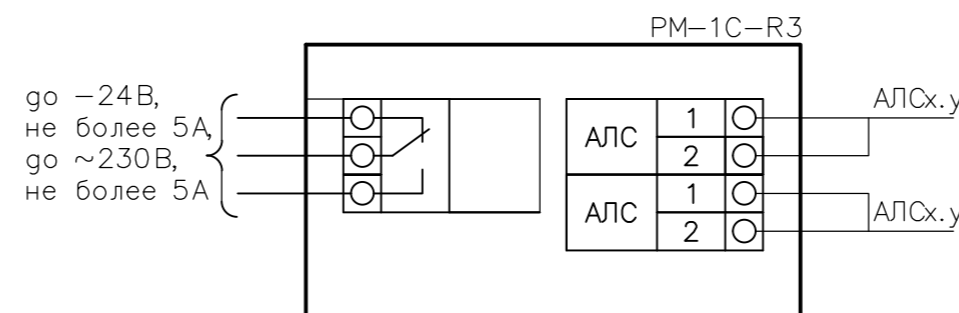 РМ-1С-R3
до -24В,
не более 5А,
до ~230В,
не более 5А
АЛС
1
2
АЛСх.у
АЛС
1
2
АЛСх.у